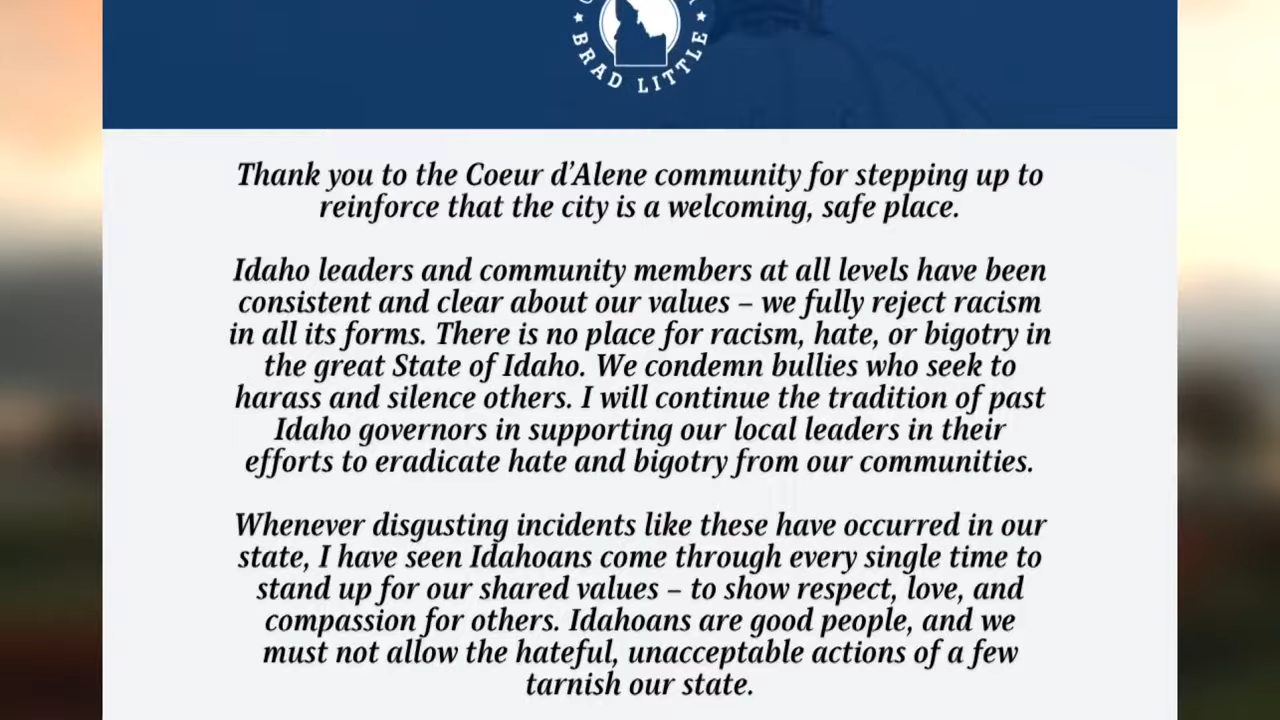 BRAD LITTLE
Thank you to the Coeur d’Alene community for stepping up to
reinforce that the city is a welcoming, safe place.
Idaho leaders and community members at all levels have been
consistent and clear about our values – we fully reject racism
in all its forms. There is no place for racism, hate, or bigotry in
the great State of Idaho. We condemn bullies who seek to
harass and silence others. I will continue the tradition of past
Idaho governors in supporting our local leaders in their
efforts to eradicate hate and bigotry from our communities.
Whenever disgusting incidents like these have occurred in our
state, I have seen Idahoans come through every single time to
stand up for our shared values – to show respect, love, and
compassion for others. Idahoans are good people, and we
must not allow the hateful, unacceptable actions of a few
tarnish our state.